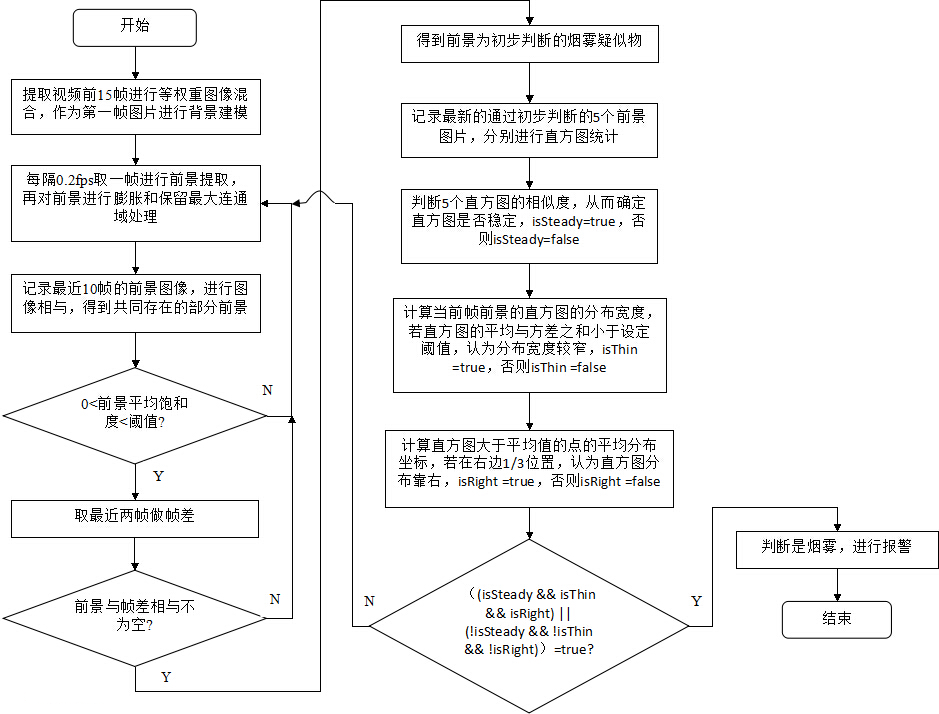 开始
提取视频前15帧进行等权重图像混
合，作为第一帧图片进行背景建模
每隔0.2fps取一帧进行前景提取，
再对前景进行膨胀和保留最大连通
域处理
记录最近10帧的前景图像，进行图
像相与，得到共同存在的部分前景
0<前景平均饱和
度<阈值?
N
Y
取最近两帧做帧差
前景与帧差相与不
为空?
N
Y
得到前景为初步判断的烟雾疑似物
记录最新的通过初步判断的5个前景
图片，分别进行直方图统计
判断5个直方图的相似度，从而确定
直方图是否稳定，isSteady=true，否
则isSteady=false
计算当前帧前景的直方图的分布宽度，
若直方图的平均与方差之和小于设定
阈值，认为分布宽度较窄，isThin
=true，否则isThin =false
计算直方图大于平均值的点的平均分布
坐标，若在右边1/3位置，认为直方图分
布靠右，isRight =true，否则isRight =false
（(isSteady && isThin
&& isRight) ||
(!isSteady && !isThin
&& !isRight)）=true?
N
Y
判断是烟雾，进行报警
结束